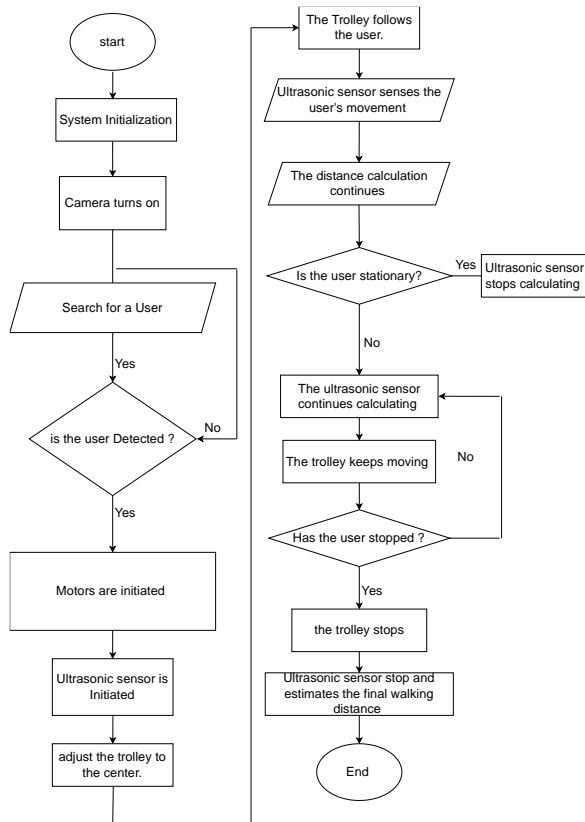 start
System Initialization
Camera turns on
Search for a User
Yes
is the user Detected ?
No
Yes
Motors are initiated
Ultrasonic sensor is
Initiated
adjust the trolley to
the center.
The Trolley follows
the user.
Ultrasonic sensor senses the
user's movement
The distance calculation
continues
Is the user stationary?
Yes
Ultrasonic sensor
stops calculating
No
The ultrasonic sensor
continues calculating
The trolley keeps moving
No
Has the user stopped ?
Yes
the trolley stops
Ultrasonic sensor stop and
estimates the final walking
distance
End